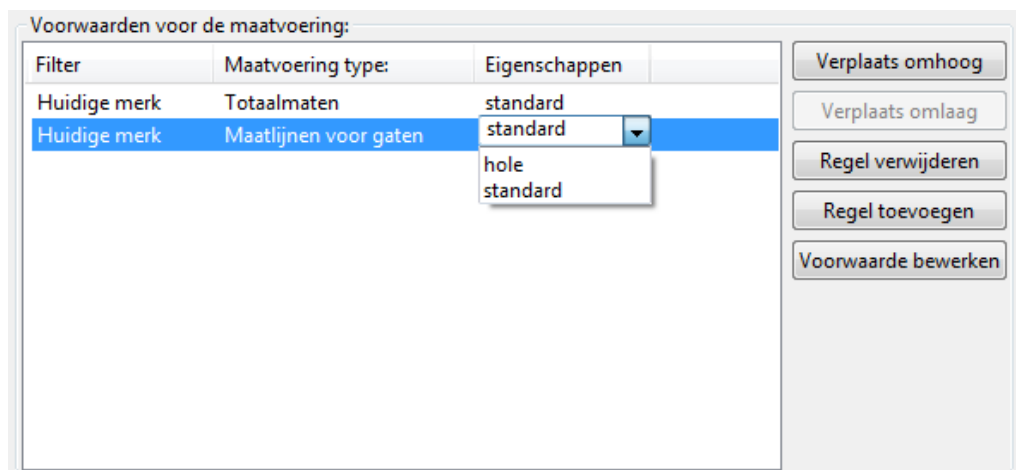 Voorwaarden voor de maatvoering:
Filter Maatvoering type: Eigenschappen
Huidige merk Totaalmaten standard
Huidige merk Maatlijnen voor gaten standard
hole
standard
Verplaats omhoog
Verplaats omlaag
Regel verwijderen
Regel toevoegen
Voorwaarde bewerken